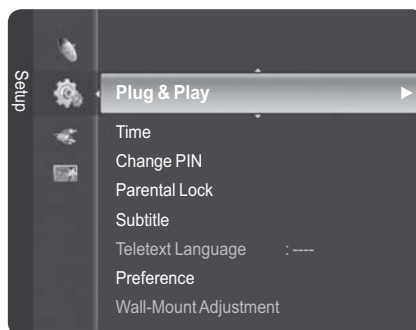 Setup
Plug & Play
Time
Change PIN
Parental Lock
Subtitle
Teletext Language : ----
Preference
Wall-Mount Adjustment